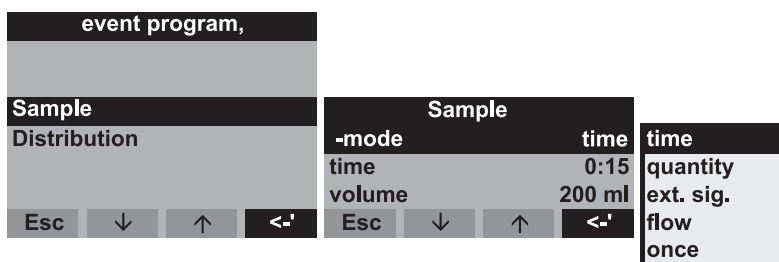 event program,
Sample
Distribution
Esc ↓ ↑ <-'
Sample
-mode time
time 0:15
volume 200 ml
Esc ↓ ↑ <-'
time
quantity
ext. sig.
flow
once